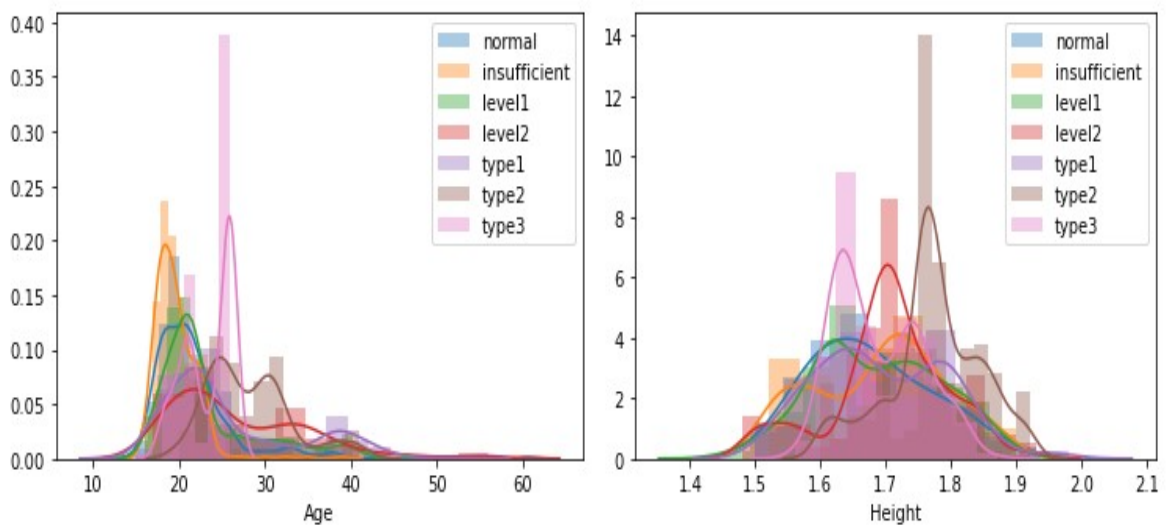 0.40
0.35
0.30
0.25
0.20
0.15
0.10
0.05
0.00
10 20 30 40 50 60
Age
normal
insufficient
level1
level2
type1
type2
type3
14
12
10
8
6
4
2
0
1.4 1.5 1.6 1.7 1.8 1.9 2.0 2.1
Height
normal
insufficient
level1
level2
type1
type2
type3